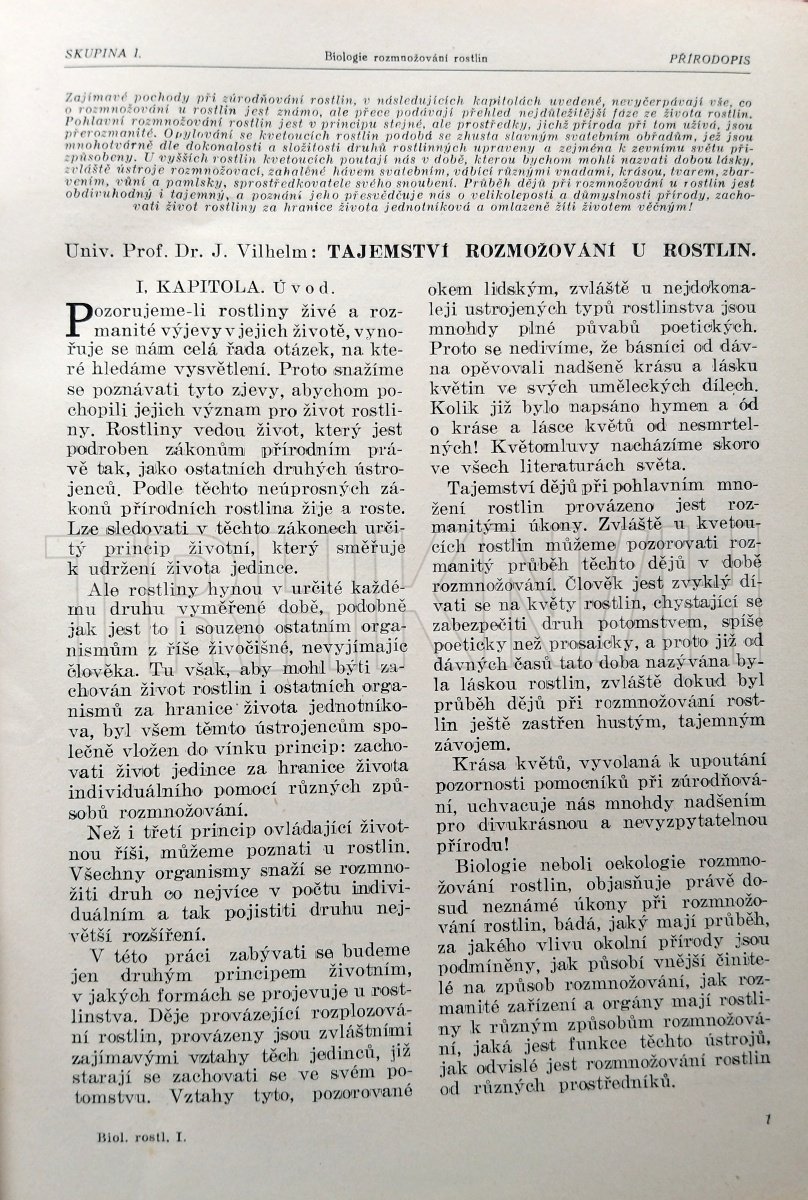 SKUPINA I.
Biologie rozmnožování rostlin
PŘÍRODOPIS
Zajímavé pochody při zúrodňování rostlin, v následujících kapitolách uvedené, nevyčerpávají vše, co
o rozmnožování u rostlin jest známo, ale přece podávají přehled nejdůležitější fáze ze života rostlin.
Pohlavní rozmnožování rostlin jest v principu stejné, ale prostředky, jichž příroda při tom užívá, jsou
přerozmanité. Opylování se kvetoucích rostlin podobá se zhusta slavným svatebním obřadům, jež jsou
mnohotvárně dle dokonalosti a složitosti druhů rostlinných upraveny a zejména k zevnímu světu při-
způsobeny. U vyšších rostlin kvetoucích poutají nás v době, kterou bychom mohli nazvati dobou lásky,
zvláště ústroje rozmnožovací, zahalené hávem svatebním, vábící různými vnadami, krásou, tvarem, zbar-
vením, vůní a pamlsky, sprostředkovatele svého snoubení. Průběh dějů při rozmnožování u rostlin jest
obdivuhodný i tajemný, a poznání jeho přesvědčuje nás o velikoleposti a důmyslnosti přírody, zacho-
vati život rostliny za hranice života jednotníková a omlazeně žíti životem věčným!
Univ. Prof. Dr. J. Vilhelm: TAJEMSTVÍ ROZMOŽOVÁNÍ U ROSTLIN.
I. KAPITOLA. Úvod.
Pozorujeme-li rostliny živé a roz-
manité výjevy v jejich životě, vyno-
řuje se nám celá řada otázek, na kte-
ré hledáme vysvětlení. Proto snažíme
se poznávati tyto zjevy, abychom po-
chopili jejich význam pro život rostli-
ny. Rostliny vedou život, který jest
podroben zákonům přírodním prá-
vě tak, jako ostatních druhých ústro-
jenců. Podle těchto neúprosných zá-
konů přírodních rostlina žije a roste.
Lze sledovati v těchto zákonech urči-
tý princip životní, který směřuje
k udržení života jedince.
Ale rostliny hynou v určité každé-
mu druhu vyměřené době, podobně
jak jest to i souzeno ostatním orga-
nismům z říše živočišné, nevyjímajíc
člověka. Tu však, aby mohl býti za-
chován život rostlin i ostatních orga-
nismů za hranice života jednotníko-
va, byl všem těmto ústrojencům spo-
lečně vložen do vínku princip: zacho-
vati život jedince za hranice života
individuálního pomocí různých způ-
sobů rozmnožování.
Než i třetí princip ovládající život-
nou říši, můžeme poznati u rostlin.
Všechny organismy snaží se rozmno-
žiti druh co nejvíce v počtu indivi-
duálním a tak pojistiti druhu nej-
větší rozšíření.
V této práci zabývati se budeme
jen druhým principem životním,
v jakých formách se projevuje u rost-
linstva. Děje provázející rozplozová-
ní rostlin, provázeny jsou zvláštními
zajímavými vztahy těch jedinců, již
starají se zachovati se ve svém po-
tomstvu. Vztahy tyto, pozorované
okem lidským, zvláště u nejdokona-
leji ustrojených typů rostlinstva jsou
mnohdy plné půvabů poetických.
Proto se nedivíme, že básníci od dáv-
na opěvovali nadšeně krásu a lásku
květin ve svých uměleckých dílech.
Kolik již bylo napsáno hymen a ód
o kráse a lásce květů od nesmrtel-
ných! Květomluvy nacházíme skoro
ve všech literaturách světa.
Tajemství dějů při pohlavním mno-
žení rostlin provázeno jest roz-
manitými úkony. Zvláště u kvetou-
cích rostlin můžeme pozorovati roz-
manitý průběh těchto dějů v době
rozmnožování. Člověk jest zvyklý dí-
vati se na květy rostlin, chystající se
zabezpečiti druh potomstvem, spíše
poeticky než prosaicky, a proto již od
dávných časů tato doba nazývána by-
la láskou rostlin, zvláště dokud byl
průběh dějů při rozmnožování rost-
lin ještě zastřen hustým, tajemným
závojem.
Krása květů, vyvolaná k upoutání
pozornosti pomocníků při zúrodňová-
ní, uchvacuje nás mnohdy nadšením
pro divukrásnou a nevyzpytatelnou
přírodu!
Biologie neboli oekologie rozmno-
žování rostlin, objasňuje právě do-
sud neznámé úkony při rozmnožo-
vání rostlin, bádá, jaký mají průběh,
za jakého vlivu okolní přírody jsou
podmíněny, jak působí vnější činite-
lé na způsob rozmnožování, jak roz-
manité zařízení a orgány mají rostli-
ny k různým způsobům rozmnožová-
ní, jaká jest funkce těchto ústrojů,
jak odvislé jest rozmnožování rostlin
od různých prostředníků.
Biol. rostl. I.
1